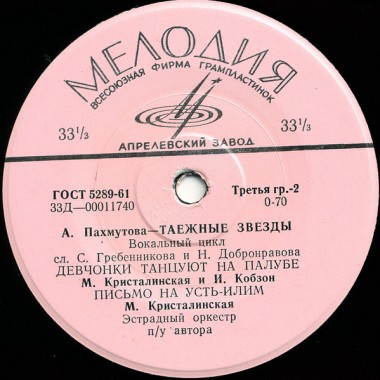 МЕЛОДИЯ
ВСЕСОЮЗНАЯ ФИРМА ГРАМПЛАСТИНОК
33⅓ 33⅓
АПРЕЛЕВСКИЙ ЗАВОД
ГОСТ 5289-61 Третья гр.-2
33Д—00011740 0-70
А. Пахмутова—ТАЕЖНЫЕ ЗВЕЗДЫ
Вокальный цикл
сл. С. Гребенникова и Н. Добронравова
ДЕВЧОНКИ ТАНЦУЮТ НА ПАЛУБЕ
М. Кристалинская и И. Кобзон
ПИСЬМО НА УСТЬ-ИЛИМ
М. Кристалинская
Эстрадный оркестр
п/у автора